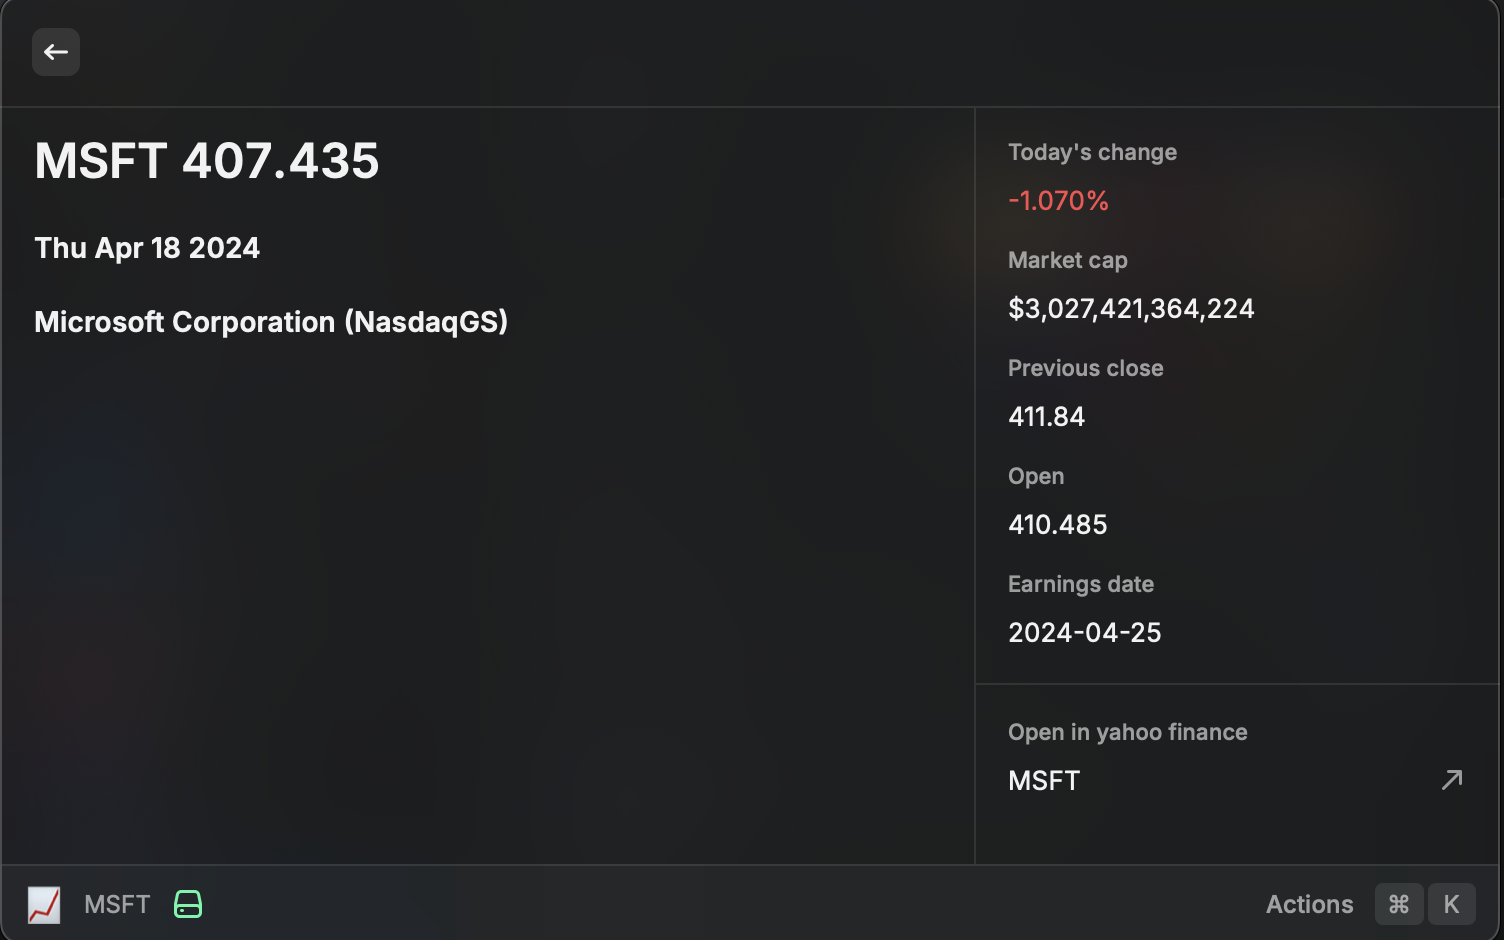 MSFT 407.435
Thu Apr 18 2024
Microsoft Corporation (NasdaqGS)
Today's change
-1.070%
Market cap
$3,027,421,364,224
Previous close
411.84
Open
410.485
Earnings date
2024-04-25
Open in yahoo finance
MSFT
MSFT
Actions ⌘ K